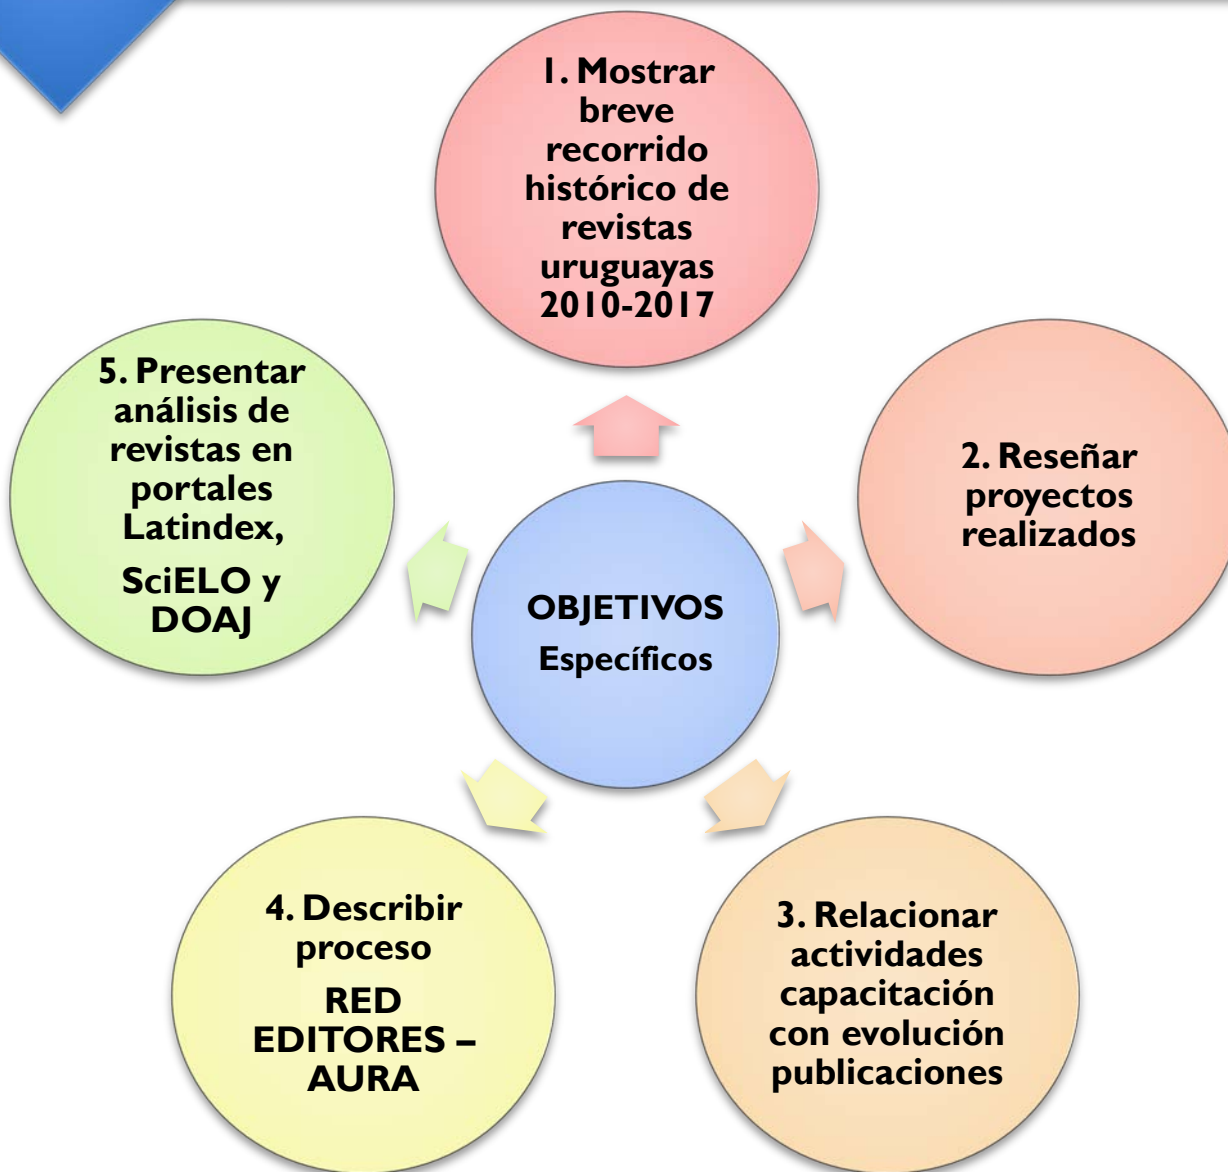 1. Mostrar
breve
recorrido
histórico de
revistas
uruguayas
2010-2017
2. Reseñar
proyectos
realizados
3. Relacionar
actividades
capacitación
con evolución
publicaciones
4. Describir
proceso
RED
EDITORES –
AURA
5. Presentar
análisis de
revistas en
portales
Latindex,
SciELO y
DOAJ
OBJETIVOS
Específicos